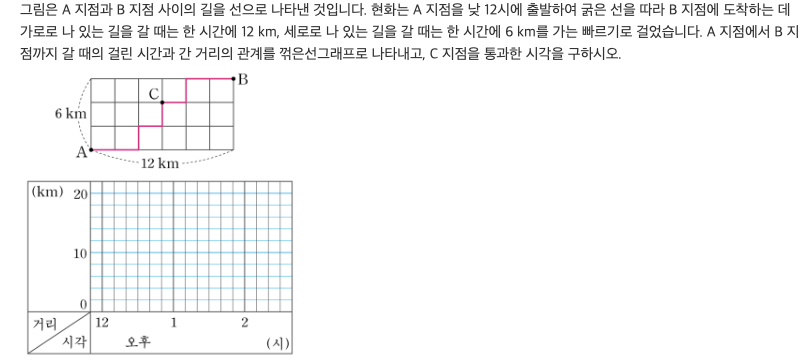 그림은 A 지점과 B 지점 사이의 길을 선으로 나타낸 것입니다. 현화는 A 지점을 낮 12시에 출발하여 굵은 선을 따라 B 지점에 도착하는 데
가로로 나 있는 길을 갈 때는 한 시간에 12 km, 세로로 나 있는 길을 갈 때는 한 시간에 6 km를 가는 빠르기로 걸었습니다. A 지점에서 B 지
점까지 갈 때의 걸린 시간과 간 거리의 관계를 꺾은선그래프로 나타내고, C 지점을 통과한 시각을 구하시오.
B
C
6 km
A
12 km
(km) 20
10
0
거리 12 1 2
시각 오후 (시)